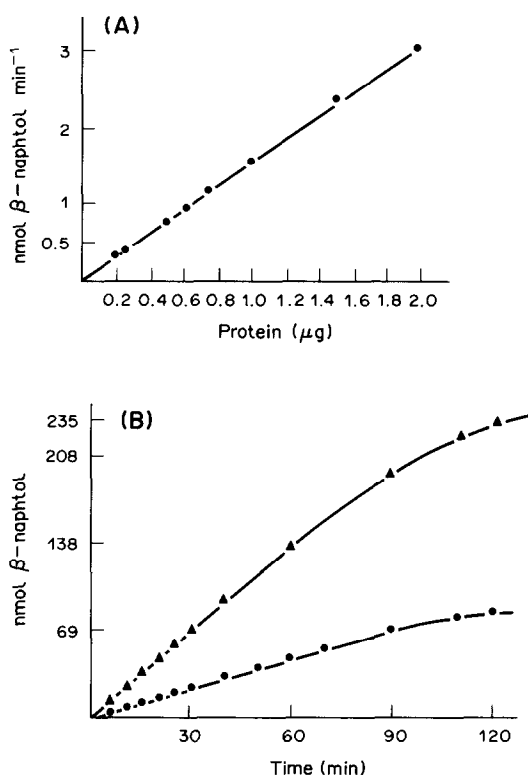 (A)
nmol β-naphtol min⁻¹
3
2
1
0.5
0.2 0.4 0.6 0.8 1.0 1.2 1.4 1.6 1.8 2.0
Protein (μg)
(B)
nmol β-naphtol
235
208
138
69
30 60 90 120
Time (min)